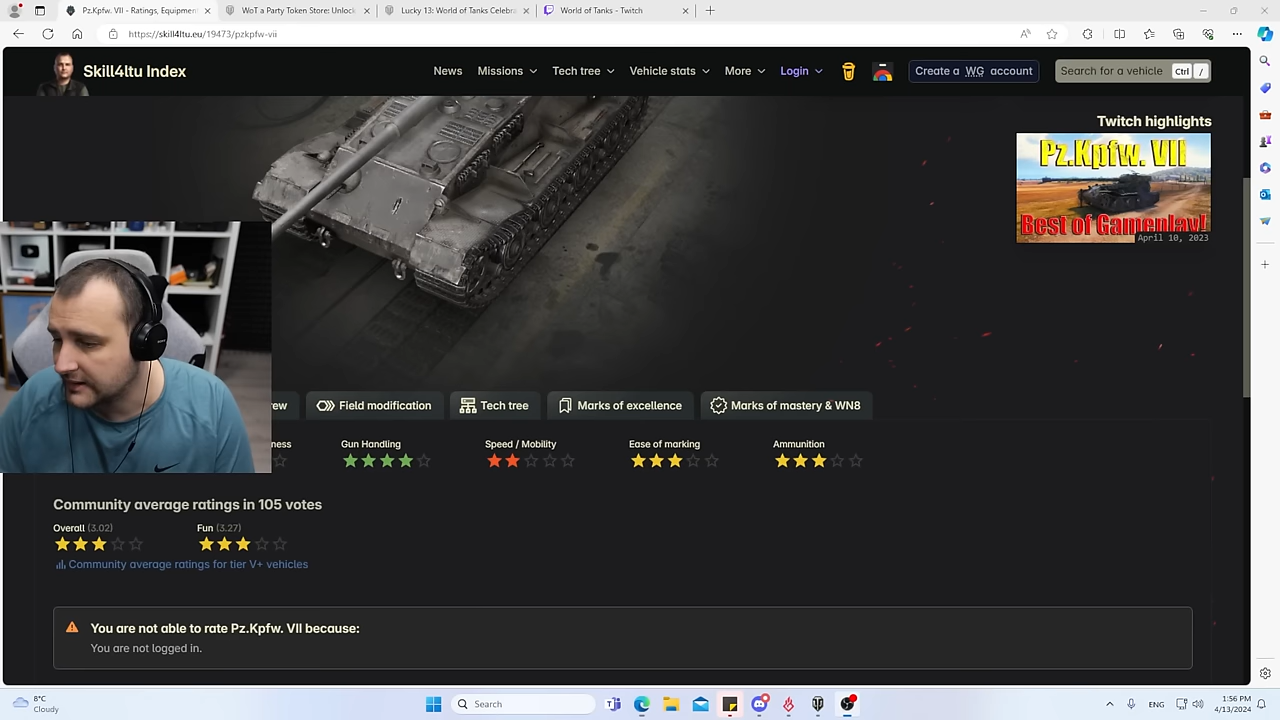 Pz.Kpfw. VII - Ratings, Equipment
WoT a Party Token Store: Unlock
Lucky 13: World of Tanks Celebra
World of Tanks - Twitch
https://skill4ltu.eu/19473/pzkpfw-vii
Skill4ltu Index
News
Missions
Tech tree
Vehicle stats
More
Login
Create a WG account
Search for a vehicle
Ctrl
/
Twitch highlights
Pz.Kpfw. VII
Best of Gameplay!
April 10, 2023
ew
Field modification
Tech tree
Marks of excellence
Marks of mastery & WN8
ness
Gun Handling
Speed / Mobility
Ease of marking
Ammunition
Community average ratings in 105 votes
Overall (3.02)
Fun (3.27)
Community average ratings for tier V+ vehicles
You are not able to rate Pz.Kpfw. VII because:
You are not logged in.
8°C
Cloudy
Search
ENG
1:56 PM
4/13/2024